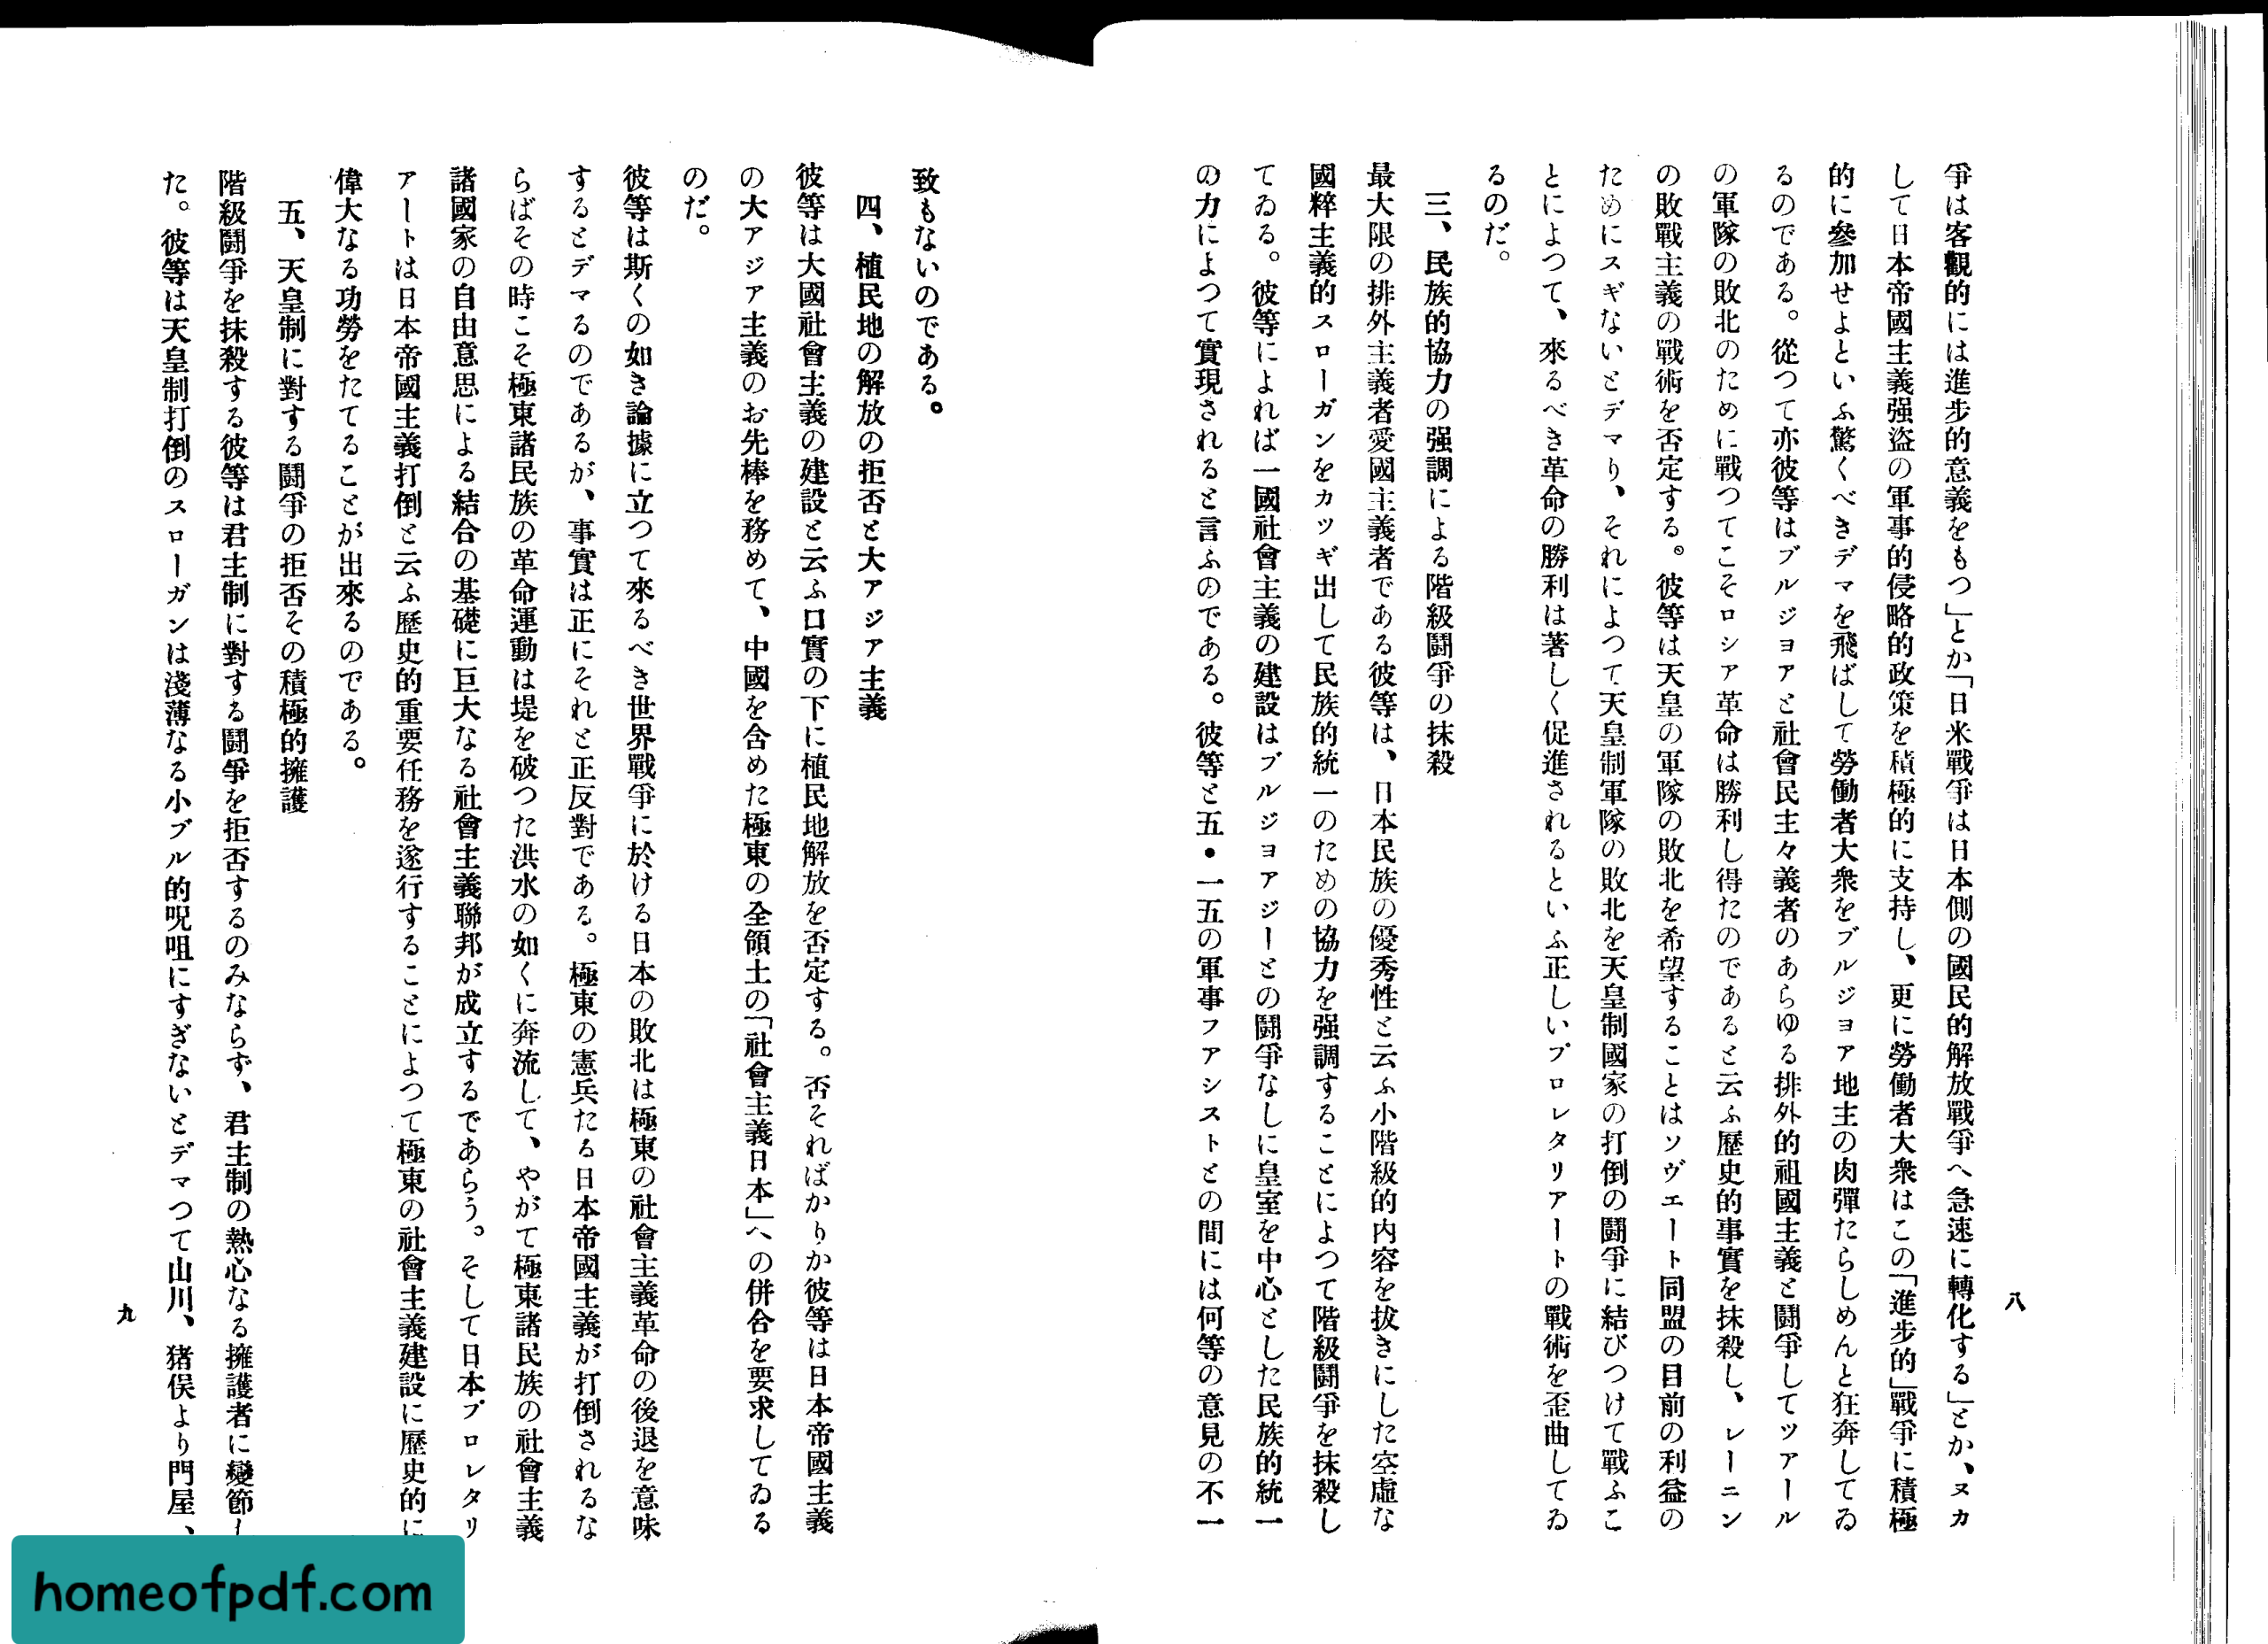 八
爭は客觀的には進步的意義をもつ」とか「日米戰爭は日本側の國民的解放戰爭へ急速に轉化する」とか、ヌカ
して日本帝國主義强盜の軍事的侵略的政策を積極的に支持し、更に勞働者大衆はこの「進步的」戰爭に積極
的に參加せよといふ驚くべきデマを飛ばして勞働者大衆をブルジョア地主の肉彈たらしめんと狂奔してゐ
るのである。從つて亦彼等はブルジョアと社會民主々義者のあらゆる排外的祖國主義と鬪爭してツアール
の軍隊の敗北のために戰つてこそロシア革命は勝利し得たのであると云ふ歷史的事實を抹殺し、レーニン
の敗戰主義の戰術を否定する。彼等は天皇の軍隊の敗北を希望することはソヴエート同盟の目前の利益の
ためにスギないとデマり、それによつて天皇制軍隊の敗北を天皇制國家の打倒の鬪爭に結びつけて戰ふこ
とによつて、來るべき革命の勝利は著しく促進されるといふ正しいプロレタリアートの戰術を歪曲してゐ
るのだ。
三、民族的協力の强調による階級鬪爭の抹殺
最大限の排外主義者愛國主義者である彼等は、日本民族の優秀性と云ふ小階級的內容を拔きにした空虛な
國粹主義的スローガンをカツギ出して民族的統一のための協力を强調することによつて階級鬪爭を抹殺し
てゐる。彼等によれば一國社會主義の建設はブルジョアジーとの鬪爭なしに皇室を中心とした民族的統一
の力によつて實現されると言ふのである。彼等と五・一五の軍事フアシストとの間には何等の意見の不一
致もないのである。
四、植民地の解放の拒否と大アジア主義
彼等は大國社會主義の建設と云ふ口實の下に植民地解放を否定する。否そればかりか彼等は日本帝國主義
の大アジア主義のお先棒を務めて、中國を含めた極東の全領土の「社會主義日本」への併合を要求してゐる
のだ。
彼等は斯くの如き論據に立つて來るべき世界戰爭に於ける日本の敗北は極東の社會主義革命の後退を意味
するとデマるのであるが、事實は正にそれと正反對である。極東の憲兵たる日本帝國主義が打倒されるな
らばその時こそ極東諸民族の革命運動は堤を破つた洪水の如くに奔流して、やがて極東諸民族の社會主義
諸國家の自由意思による結合の基礎に巨大なる社會主義聯邦が成立するであらう。そして日本プロレタリ
アートは日本帝國主義打倒と云ふ歷史的重要任務を遂行することによつて極東の社會主義建設に歷史的に
偉大なる功勞をたてることが出來るのである。
五、天皇制に對する鬪爭の拒否その積極的擁護
階級鬪爭を抹殺する彼等は君主制に對する鬪爭を拒否するのみならず、君主制の熱心なる擁護者に變節し
た。彼等は天皇制打倒のスローガンは淺薄なる小ブル的呪咀にすぎないとデマつて山川、猪俣より門屋、
九
homeofpdf.com